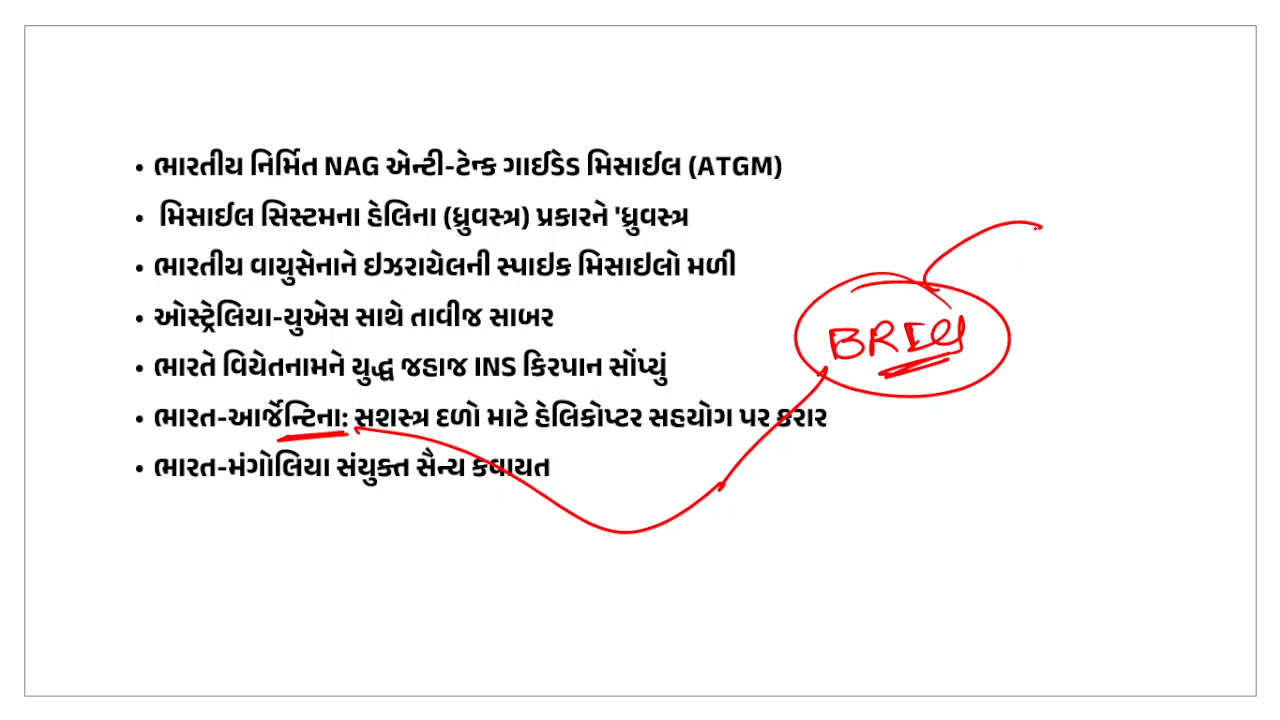 • ભારતીય નિર્મિત NAG એન્ટી-ટેન્ક ગાઈડેડ મિસાઈલ (ATGM)
• મિસાઈલ સિસ્ટમના હેલિના (ધ્રુવસ્ત્ર) પ્રકારને 'ધ્રુવસ્ત્ર
• ભારતીય વાયુસેનાને ઇઝરાયેલની સ્પાઇક મિસાઇલો મળી
• ઓસ્ટ્રેલિયા-યુએસ સાથે તાવીજ સાબર
• ભારતે વિયેતનામને યુદ્ધ જહાજ INS કિરપાન સોંપ્યું
• ભારત-આર્જેન્ટિના: સશસ્ત્ર દળો માટે હેલિકોપ્ટર સહયોગ પર કરાર
• ભારત-મંગોલિયા સંયુક્ત સૈન્ય કવાયત